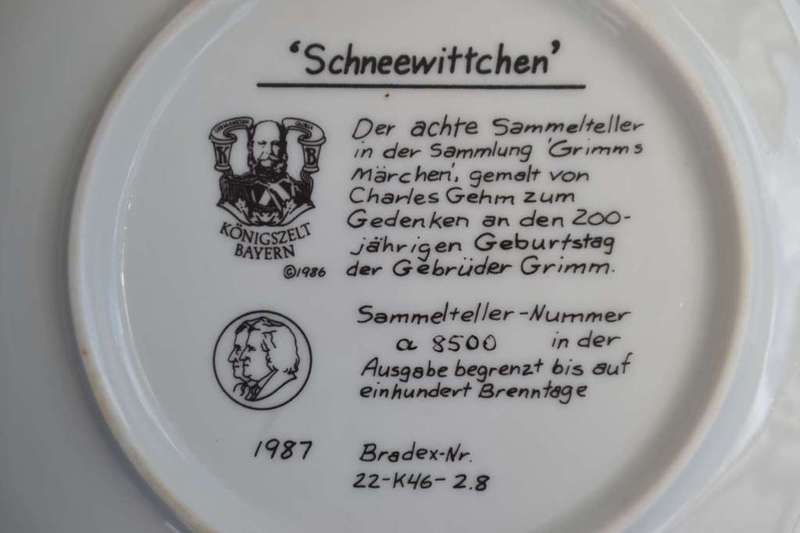 'Schneewittchen'
K B
KÖNIGSZELT
BAYERN
©1986
Der achte Sammelteller
in der Sammlung 'Grimms
Märchen', gemalt von
Charles Gehm zum
Gedenken an den 200-
jährigen Geburtstag
der Gebrüder Grimm.
Sammelteller-Nummer
a 8500 in der
Ausgabe begrenzt bis auf
einhundert Brenntage
1987
Bradex-Nr.
22-K46-2.8